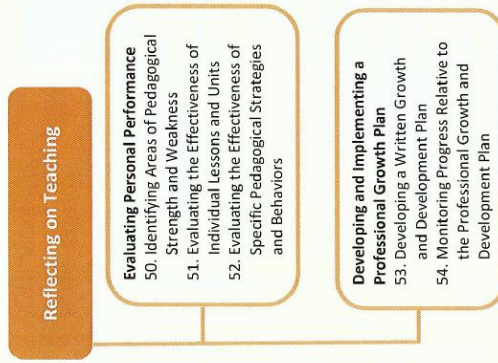 Reflecting on Teaching
Evaluating Personal Performance
50. Identifying Areas of Pedagogical
Strength and Weakness
51. Evaluating the Effectiveness of
Individual Lessons and Units
52. Evaluating the Effectiveness of
Specific Pedagogical Strategies
and Behaviors
Developing and Implementing a
Professional Growth Plan
53. Developing a Written Growth
and Development Plan
54. Monitoring Progress Relative to
the Professional Growth and
Development Plan